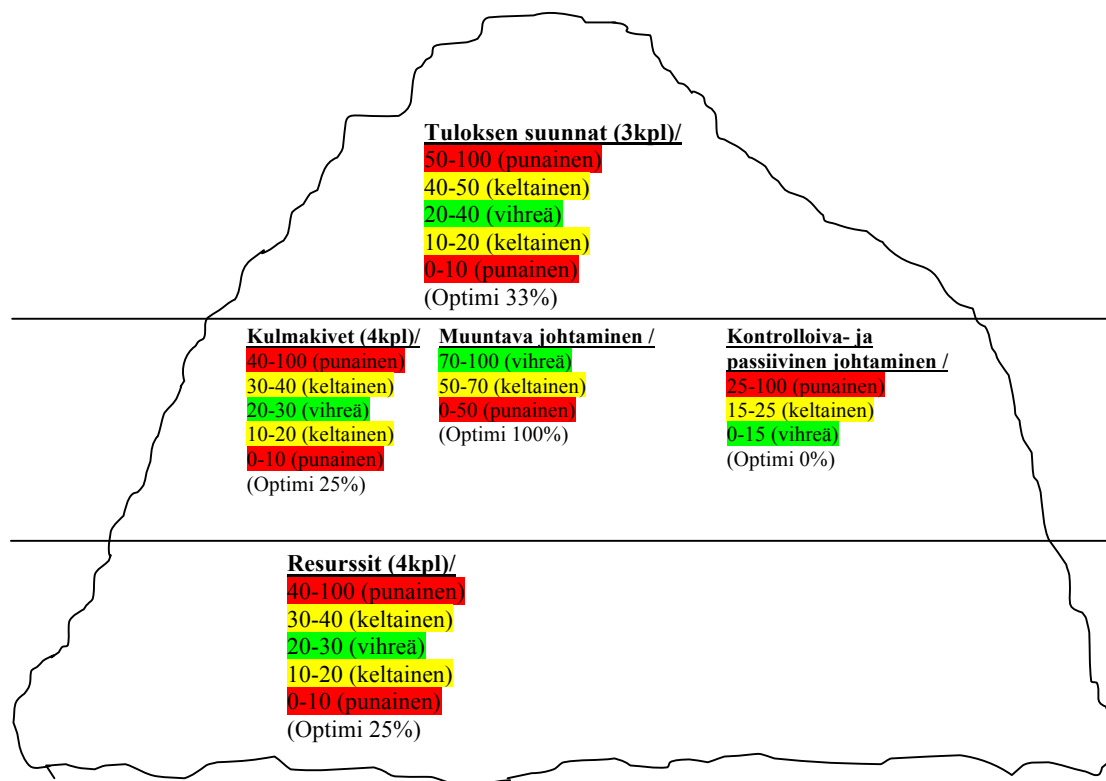 Tuloksen suunnat (3kpl)/
50-100 (punainen)
40-50 (keltainen)
20-40 (vihreä)
10-20 (keltainen)
0-10 (punainen)
(Optimi 33%)
Kulmakivet (4kpl)/
40-100 (punainen)
30-40 (keltainen)
20-30 (vihreä)
10-20 (keltainen)
0-10 (punainen)
(Optimi 25%)
Muuntava johtaminen /
70-100 (vihreä)
50-70 (keltainen)
0-50 (punainen)
(Optimi 100%)
Kontrolloiva- ja
passiivinen johtaminen /
25-100 (punainen)
15-25 (keltainen)
0-15 (vihreä)
(Optimi 0%)
Resurssit (4kpl)/
40-100 (punainen)
30-40 (keltainen)
20-30 (vihreä)
10-20 (keltainen)
0-10 (punainen)
(Optimi 25%)